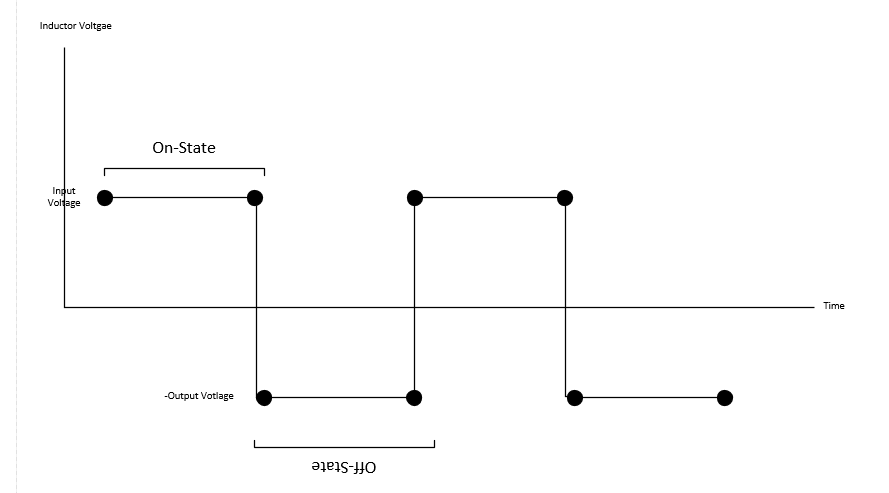 Inductor Voltgae
On-State
Input
Voltage
Time
-Output Votlage
Off-State